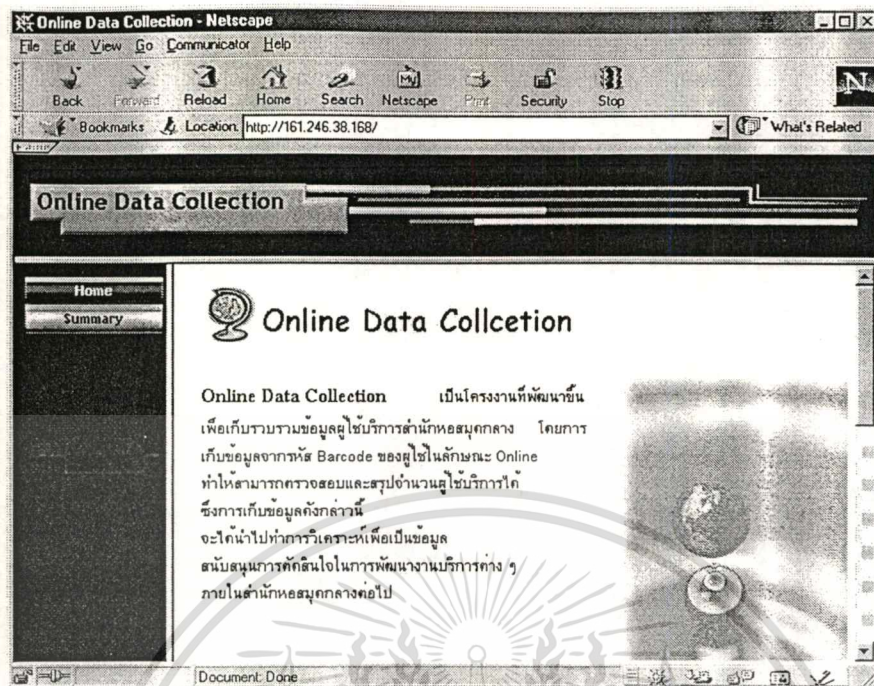 Online Data Collection - Netscape
File Edit View Go Communicator Help
Back Forward Reload Home Search Netscape Print Security Stop
Bookmarks Location: http://161.246.38.168/ What's Related
Online Data Collection
Home
Summary
Online Data Collcetion
Online Data Collection เป็นโครงงานที่พัฒนาขึ้น
เพื่อเก็บรวบรวมข้อมูลผู้ใช้บริการสำนักหอสมุดกลาง โดยการ
เก็บข้อมูลจากรหัส Barcode ของผู้ใช้ในลักษณะ Online
ทำให้สามารถตรวจสอบและสรุปจำนวนผู้ใช้บริการได้
ซึ่งการเก็บข้อมูลดังกล่าวนี้
จะได้นำไปทำการวิเคราะห์เพื่อเป็นข้อมูล
สนับสนุนการตัดสินใจในการพัฒนางานบริการต่าง ๆ
ภายในสำนักหอสมุดกลางต่อไป
Document: Done